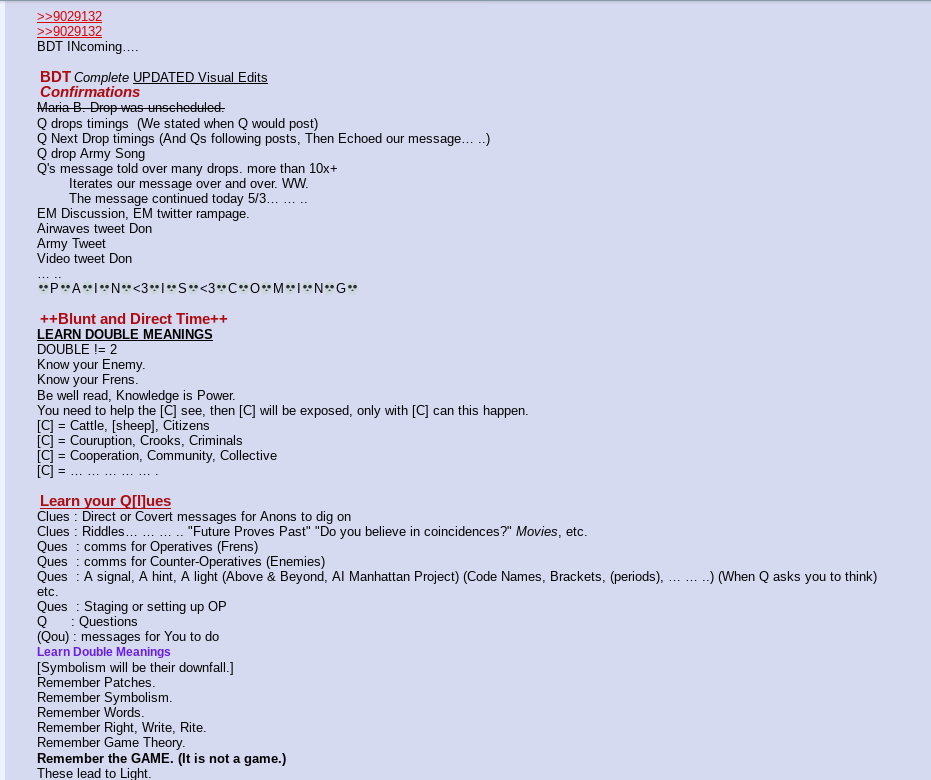 >>9029132
>>9029132
BDT INcoming….
BDT Complete UPDATED Visual Edits
Confirmations
Maria B. Drop was unscheduled.
Q drops timings  (We stated when Q would post)
Q Next Drop timings (And Qs following posts, Then Echoed our message… ..)
Q drop Army Song
Q's message told over many drops. more than 10x+
Iterates our message over and over. WW.
The message continued today 5/3… … ..
EM Discussion, EM twitter rampage.
Airwaves tweet Don
Army Tweet
Video tweet Don
… ..
💀P💀A💀I💀N💀<3💀I💀S💀<3💀C💀O💀M💀I💀N💀G💀
++Blunt and Direct Time++
LEARN DOUBLE MEANINGS
DOUBLE != 2
Know your Enemy.
Know your Frens.
Be well read, Knowledge is Power.
You need to help the [C] see, then [C] will be exposed, only with [C] can this happen.
[C] = Cattle, [sheep], Citizens
[C] = Couruption, Crooks, Criminals
[C] = Cooperation, Community, Collective
[C] = … … … … … .
Learn your Q[l]ues
Clues : Direct or Covert messages for Anons to dig on
Clues : Riddles… … … .. "Future Proves Past" "Do you believe in coincidences?" Movies, etc.
Ques  : comms for Operatives (Frens)
Ques  : comms for Counter-Operatives (Enemies)
Ques  : A signal, A hint, A light (Above & Beyond, AI Manhattan Project) (Code Names, Brackets, (periods), … … ..) (When Q asks you to think)
etc.
Ques  : Staging or setting up OP
Q      : Questions
(Qou) : messages for You to do
Learn Double Meanings
[Symbolism will be their downfall.]
Remember Patches.
Remember Symbolism.
Remember Words.
Remember Right, Write, Rite.
Remember Game Theory.
Remember the GAME. (It is not a game.)
These lead to Light.